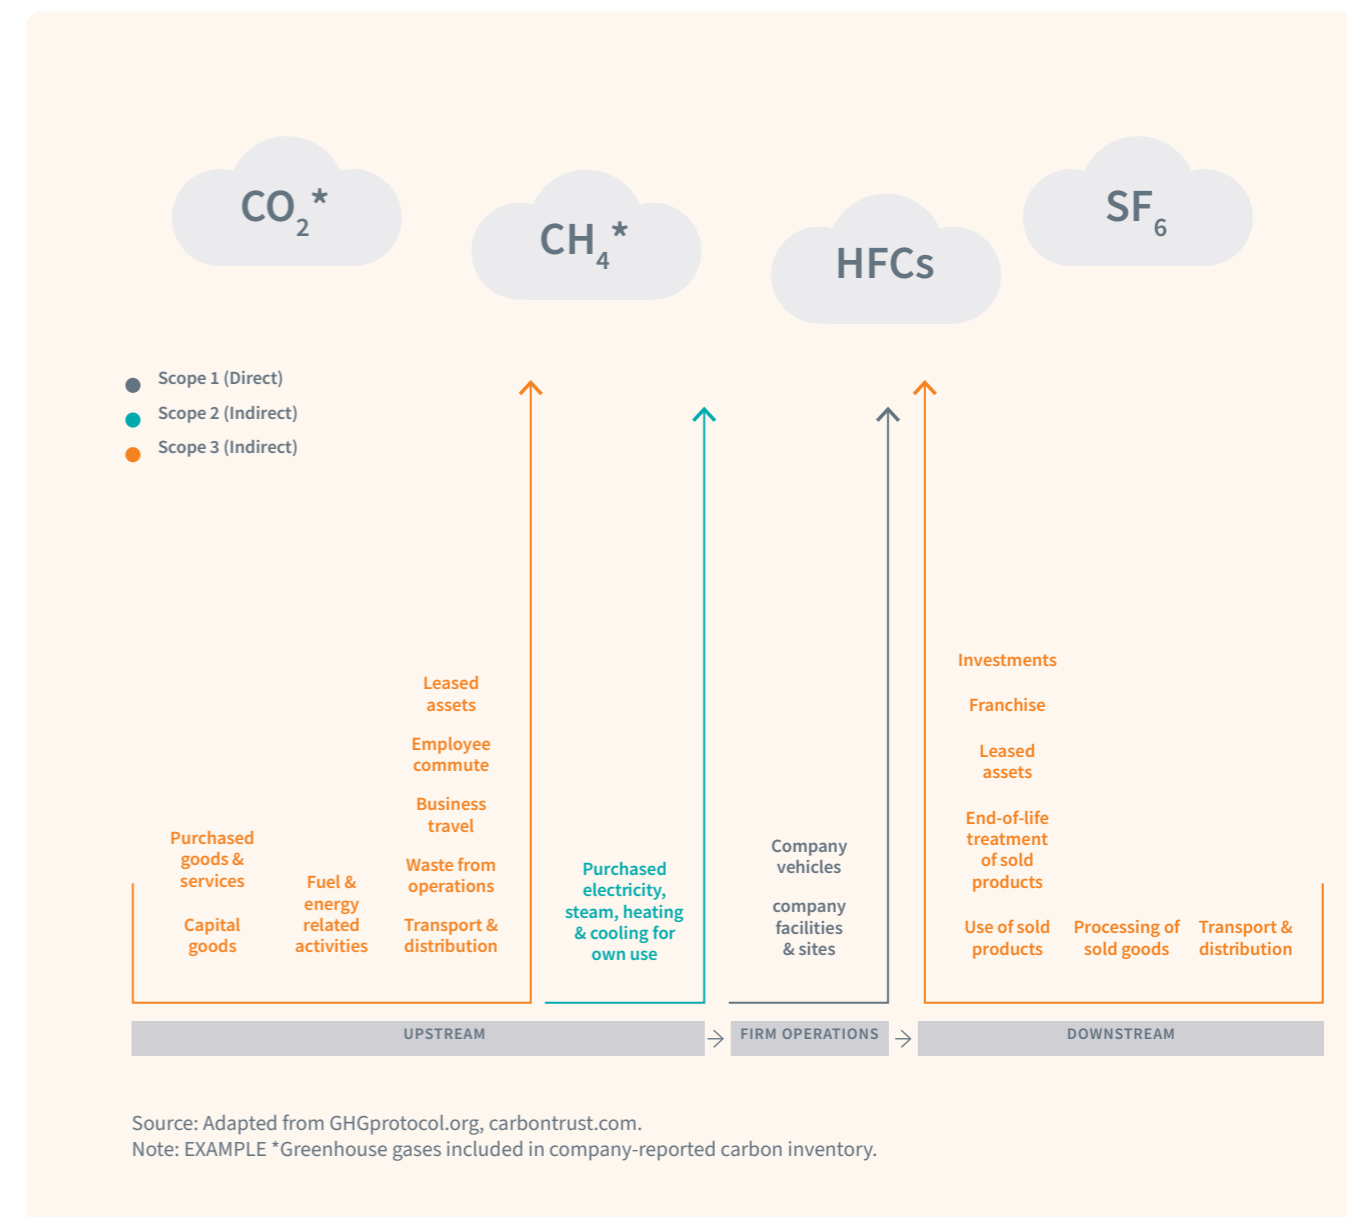 CO2*
CH4*
HFCs
SF6
Scope 1 (Direct)
Scope 2 (Indirect)
Scope 3 (Indirect)
Purchased
goods &
services
Capital
goods
Fuel &
energy
related
activities
Leased
assets
Employee
commute
Business
travel
Waste from
operations
Transport &
distribution
Purchased
electricity,
steam, heating
& cooling for
own use
Company
vehicles
company
facilities
& sites
Investments
Franchise
Leased
assets
End-of-life
treatment
of sold
products
Use of sold
products
Processing of
sold goods
Transport &
distribution
UPSTREAM
FIRM OPERATIONS
DOWNSTREAM
Source: Adapted from GHGprotocol.org, carbontrust.com.
Note: EXAMPLE *Greenhouse gases included in company-reported carbon inventory.